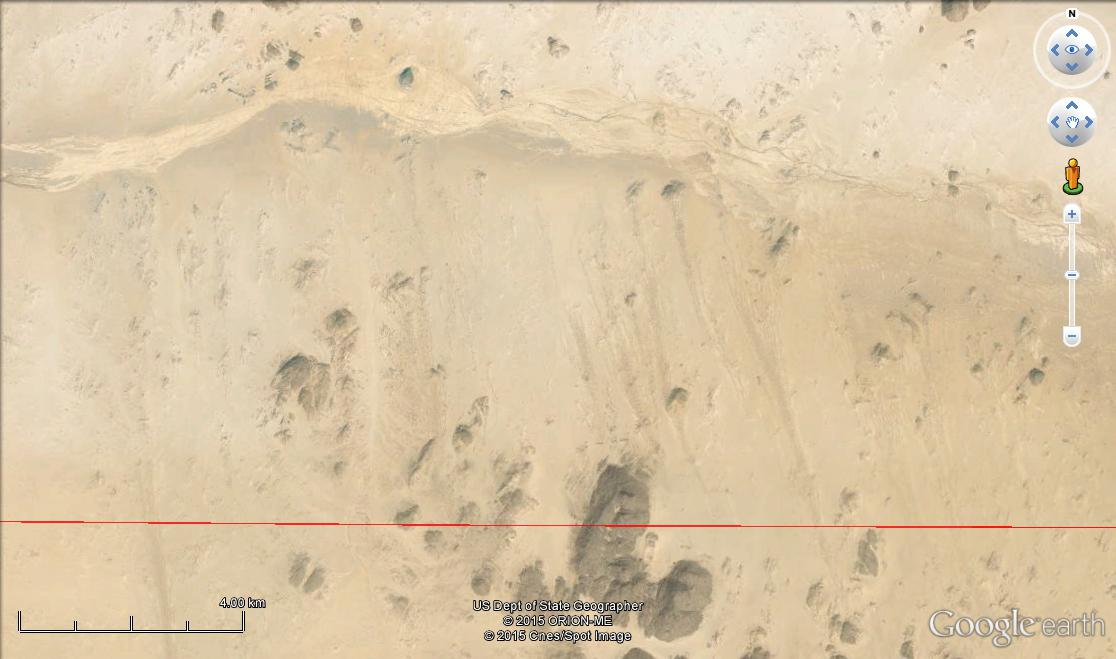 N
4.00 km
US Dept of State Geographer
© 2015 ORION-ME
© 2015 Cnes/Spot Image
Google earth